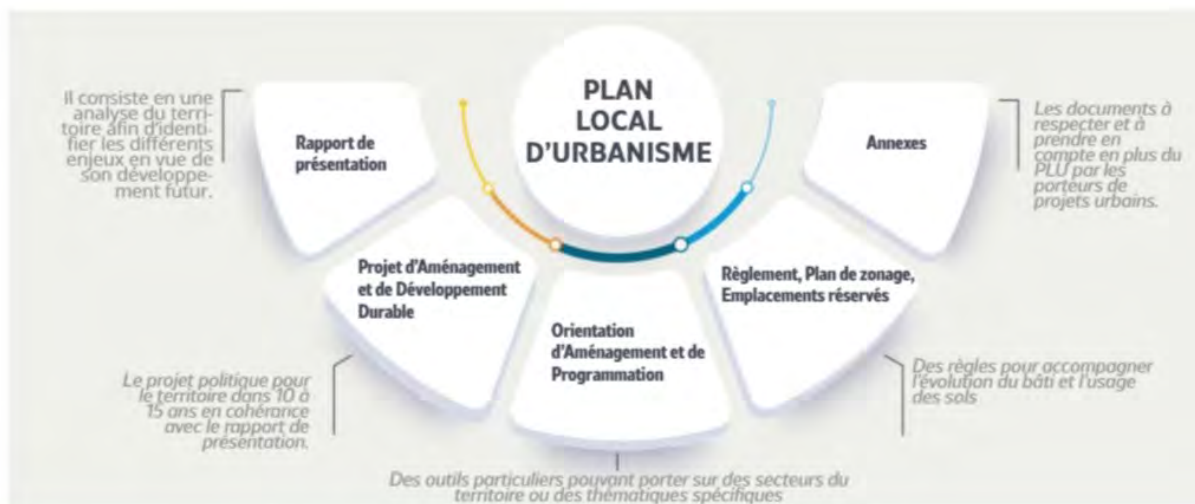 PLAN
LOCAL
D'URBANISME
Il consiste en une
analyse du terri-
toire afin d'identi-
fier les différents
enjeux en vue de
son développe-
ment futur.
Rapport de
présentation
Projet d'Aménagement
et de Développement
Durable
Le projet politique pour
le territoire dans 10 à
15 ans en cohérance
avec le rapport de
présentation.
Orientation
d'Aménagement et de
Programmation
Des outils particuliers pouvant porter sur des secteurs du
territoire ou des thématiques spécifiques
Règlement, Plan de zonage,
Emplacements réservés
Des règles pour accompagner
l'évolution du bâti et l'usage
des sols
Annexes
Les documents à
respecter et à
prendre en
compte en plus du
PLU par les
porteurs de
projets urbains.